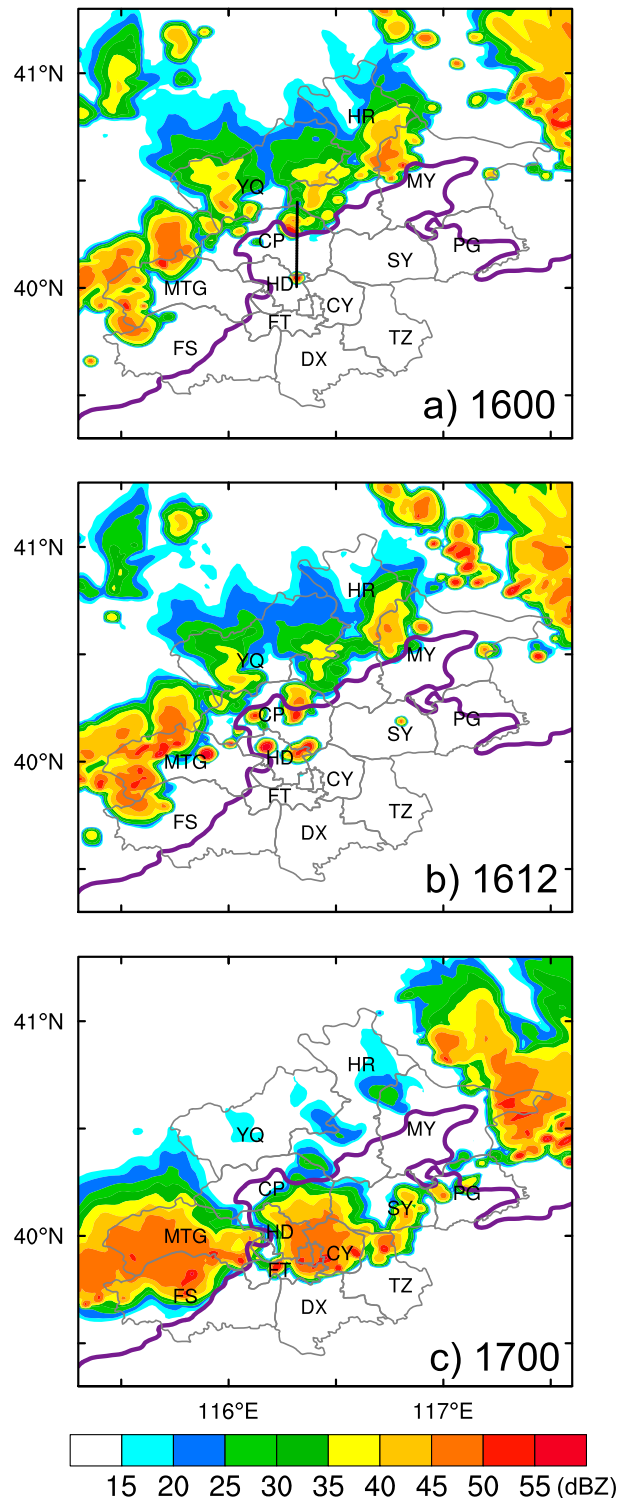 41°N
HR
YQ
MY
CP
PG
SY
40°N
MTG
HD
CY
FT
TZ
FS
DX
a) 1600
41°N
HR
YQ
MY
CP
PG
SY
40°N
MTG
HD
CY
FT
TZ
FS
DX
b) 1612
41°N
HR
YQ
MY
CP
PG
SY
40°N
MTG
HD
CY
FT
TZ
FS
DX
c) 1700
116°E 117°E
15 20 25 30 35 40 45 50 55 (dBZ)